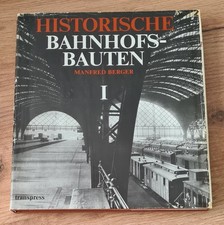 HISTORISCHE
BAHNHOFS-
BAUTEN
MANFRED BERGER
I
transpress